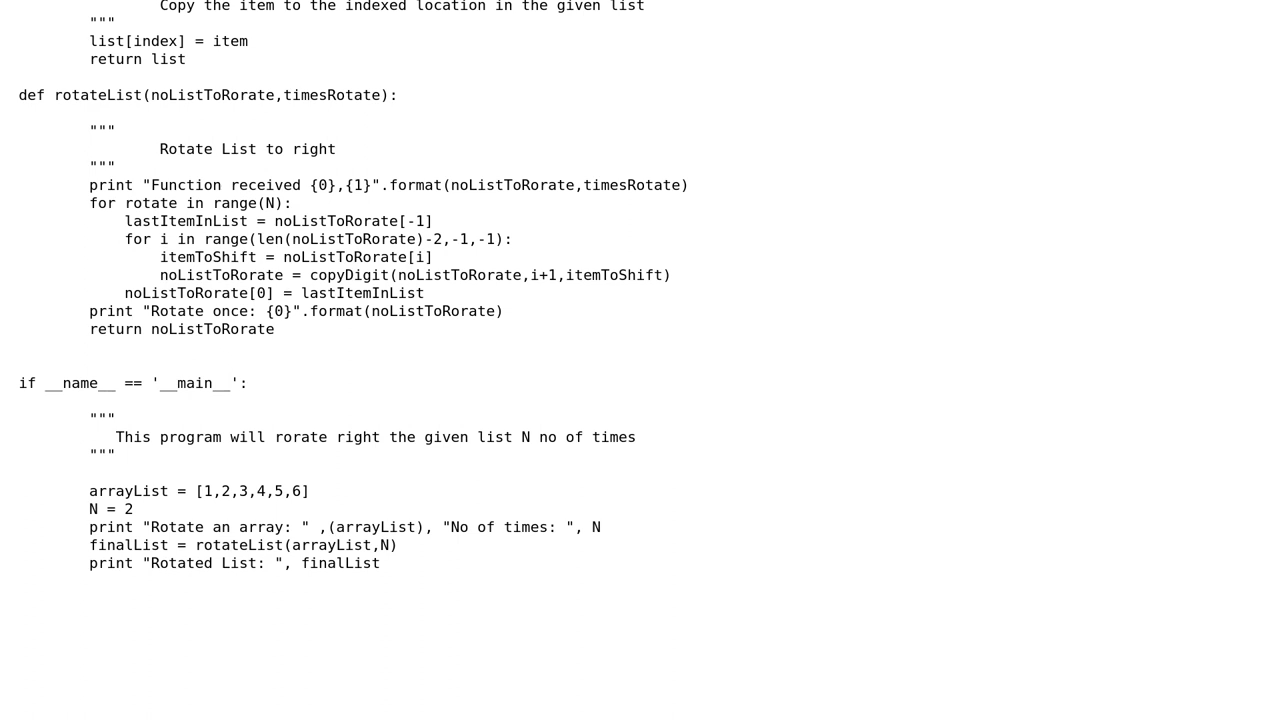 Copy the item to the indexed location in the given list
        """
        list[index] = item
        return list

def rotateList(noListToRorate,timesRotate):

        """
                Rotate List to right
        """
        print "Function received {0},{1}".format(noListToRorate,timesRotate)
        for rotate in range(N):
            lastItemInList = noListToRorate[-1]
            for i in range(len(noListToRorate)-2,-1,-1):
                itemToShift = noListToRorate[i]
                noListToRorate = copyDigit(noListToRorate,i+1,itemToShift)
            noListToRorate[0] = lastItemInList
        print "Rotate once: {0}".format(noListToRorate)
        return noListToRorate


if __name__ == '__main__':

        """
           This program will rorate right the given list N no of times
        """

        arrayList = [1,2,3,4,5,6]
        N = 2
        print "Rotate an array: " ,(arrayList), "No of times: ", N
        finalList = rotateList(arrayList,N)
        print "Rotated List: ", finalList